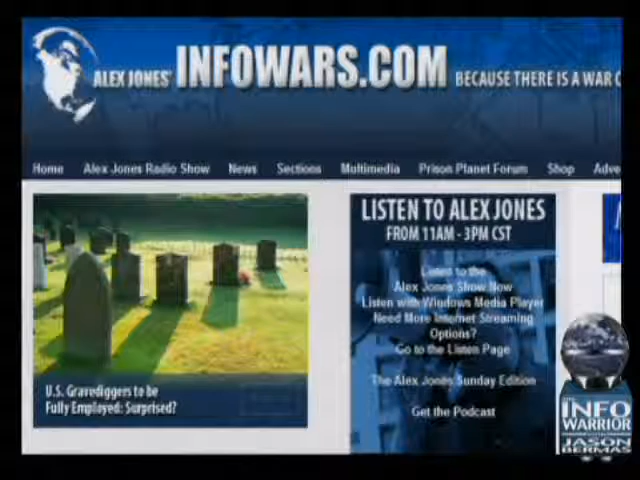 ALEX JONES' INFOWARS.COM BECAUSE THERE IS A WAR
Home Alex Jones Radio Show News Sections Multimedia Prison Planet Forum Shop Adve
LISTEN TO ALEX JONES
FROM 11AM - 3PM CST
Listen to the
Alex Jones Show Now
Listen with Windows Media Player
Need More Internet Streaming
Options?
Go to the Listen Page
The Alex Jones Sunday Edition
Get the Podcast
U.S. Gravediggers to be
Fully Employed: Surprised?
INFO
WARRIOR
JASON
BERMAS